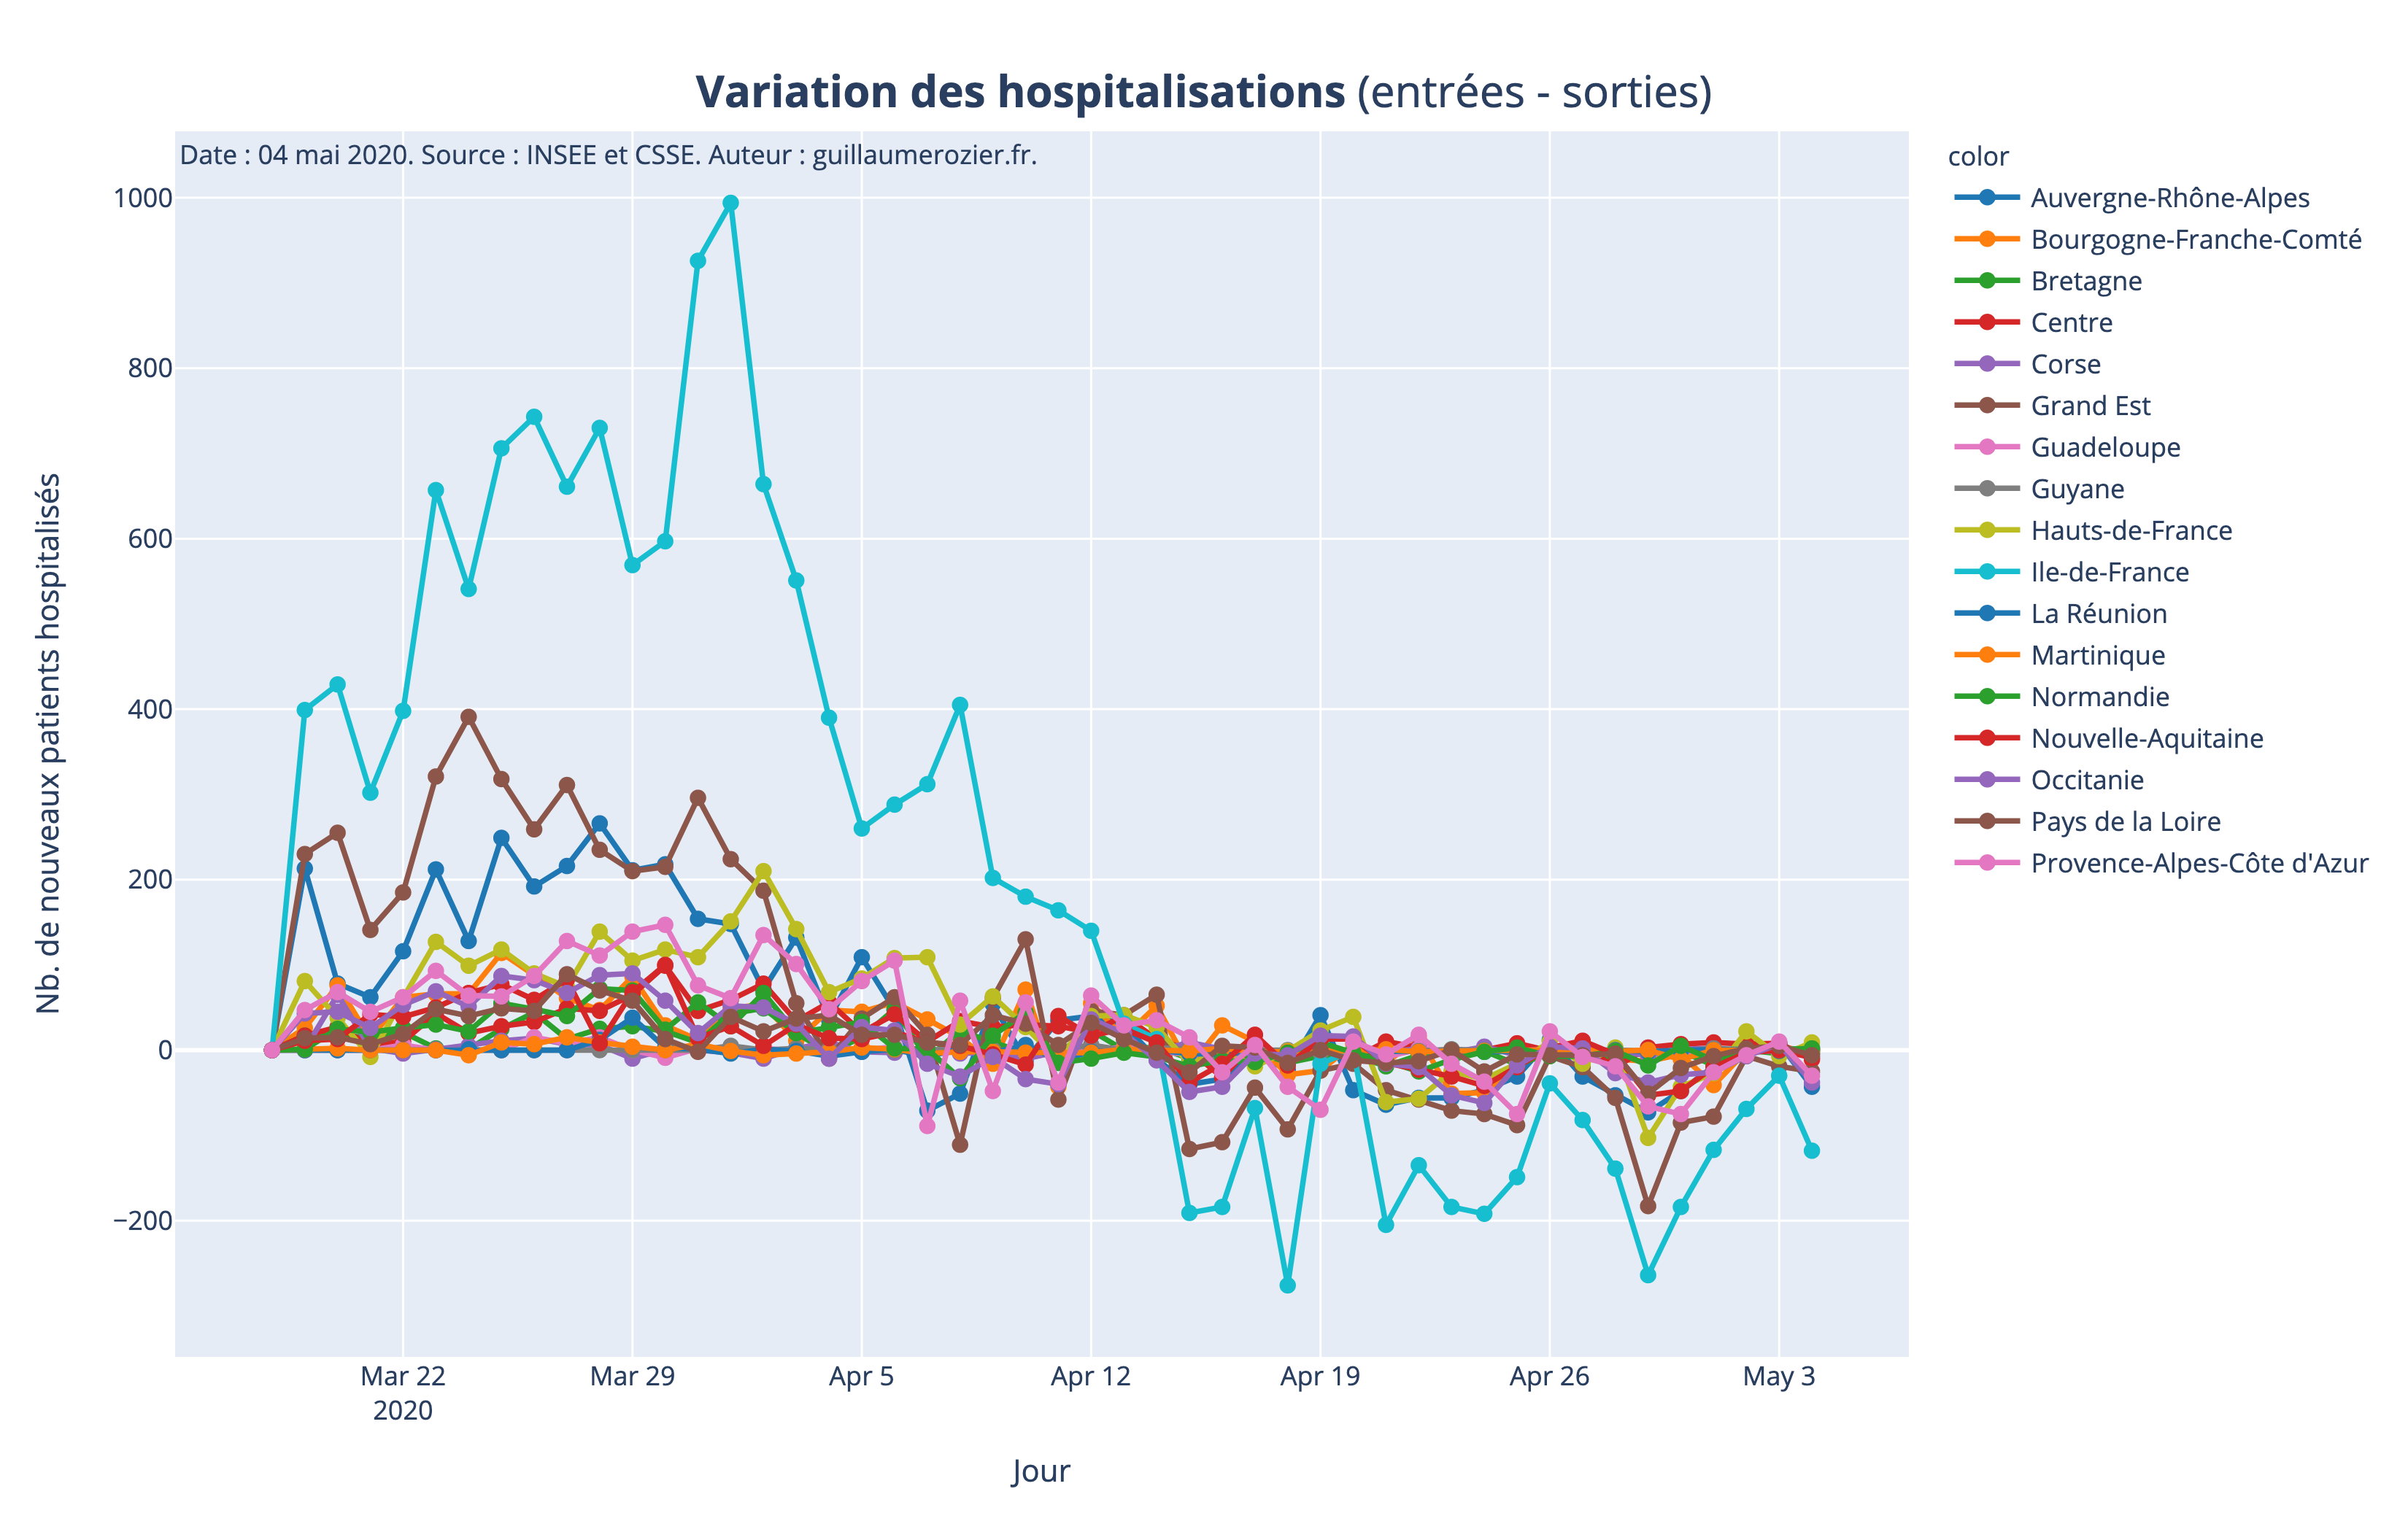 Variation des hospitalisations (entrées - sorties)
Date : 04 mai 2020. Source : INSEE et CSSE. Auteur : guillaumerozier.fr.
Nb. de nouveaux patients hospitalisés
1000
800
600
400
200
0
−200
Mar 22
2020
Mar 29
Apr 5
Apr 12
Apr 19
Apr 26
May 3
Jour
color
Auvergne-Rhône-Alpes
Bourgogne-Franche-Comté
Bretagne
Centre
Corse
Grand Est
Guadeloupe
Guyane
Hauts-de-France
Ile-de-France
La Réunion
Martinique
Normandie
Nouvelle-Aquitaine
Occitanie
Pays de la Loire
Provence-Alpes-Côte d'Azur